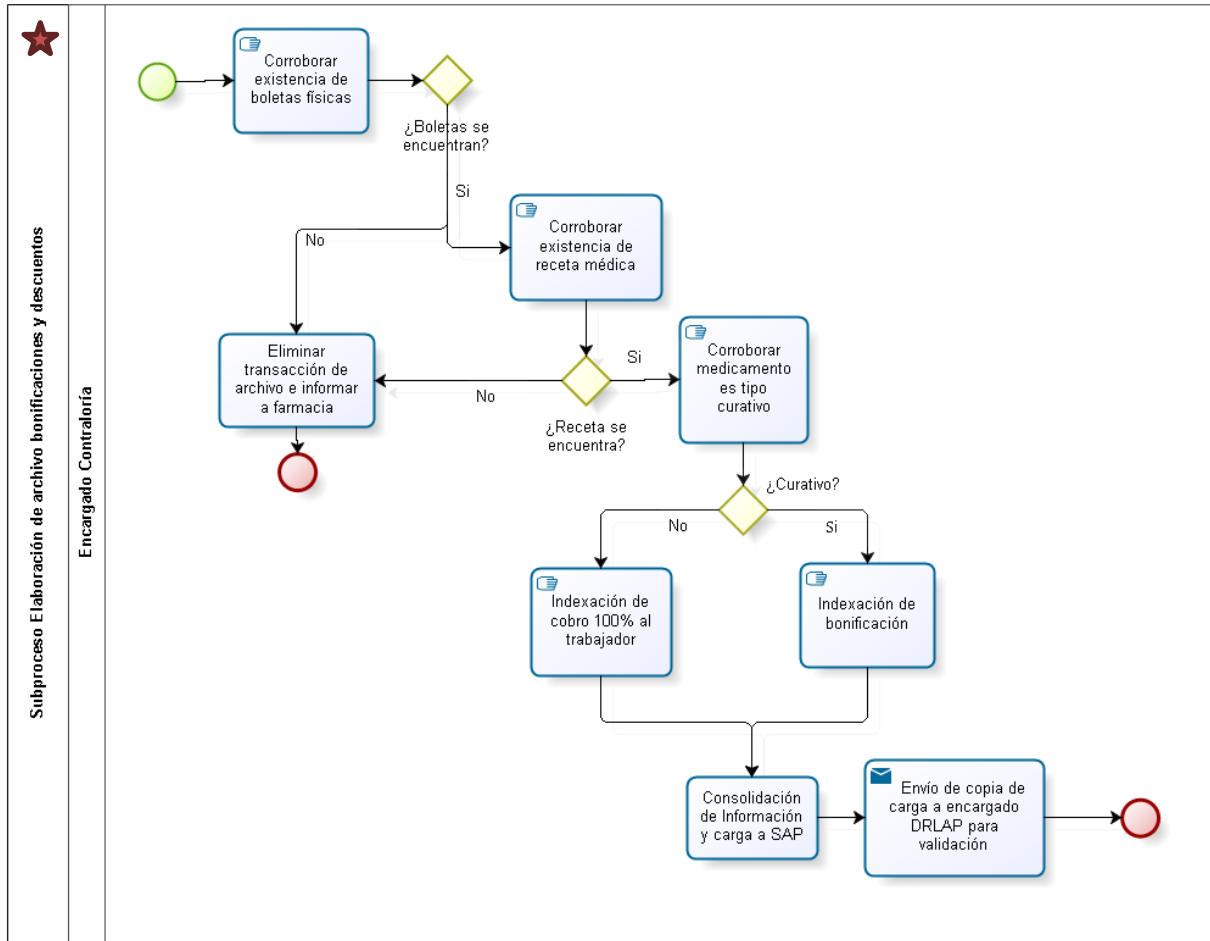 Subproceso Elaboración de archivo bonificaciones y descuentos
Encargado Contraloría
Corroborar
existencia de
boletas físicas
¿Boletas se
encuentran?
Si
No
Corroborar
existencia de
receta médica
Eliminar
transacción de
archivo e informar
a farmacia
No
Si
¿Receta se
encuentra?
Corroborar
medicamento
es tipo
curativo
¿Curativo?
No
Si
Indexación de
cobro 100% al
trabajador
Indexación de
bonificación
Consolidación
de Información
y carga a SAP
Envío de copia de
carga a encargado
DRLAP para
validación